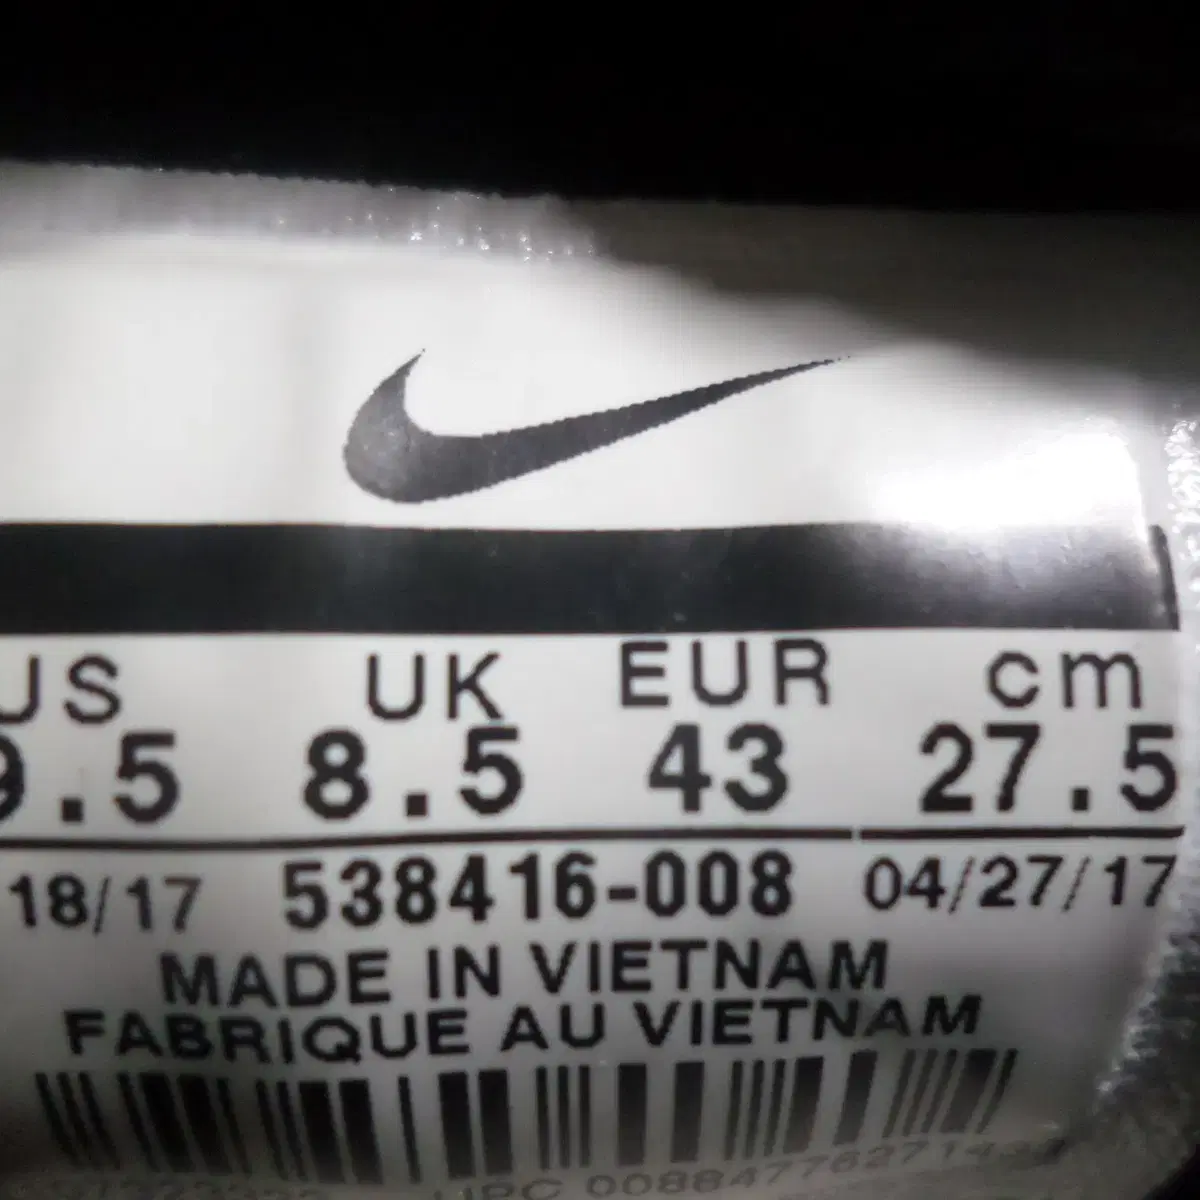 US UK EUR cm
9.5 8.5 43 27.5
18/17 538416-008 04/27/17
MADE IN VIETNAM
FABRIQUE AU VIETNAM
UPC